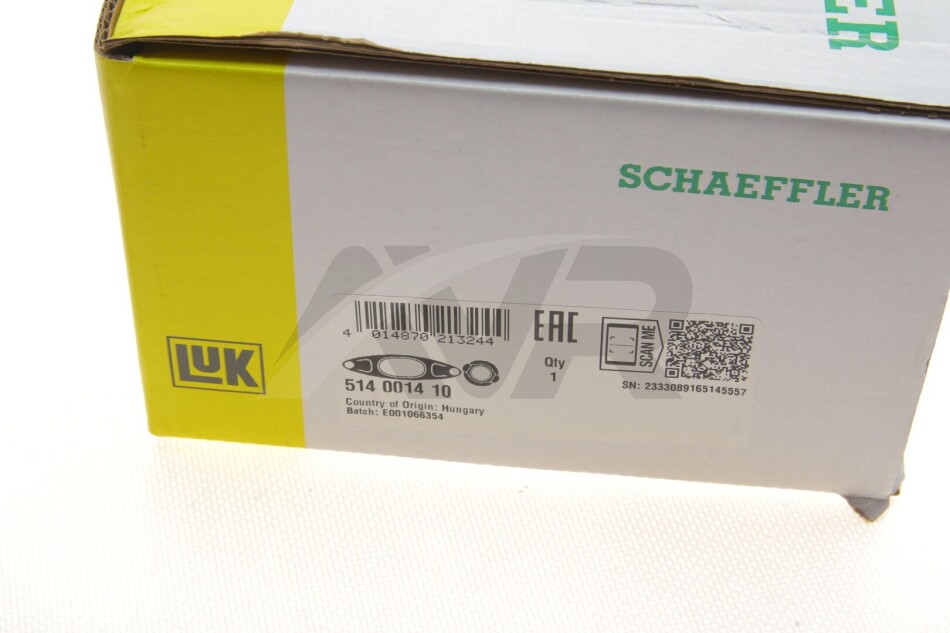 ER
SCHAEFFLER
AVR
LUK
4 014870 213244
EAC
Qty
1
SCAN ME
SN: 2333089165145557
514 0014 10
Country of Origin: Hungary
Batch: E001066354